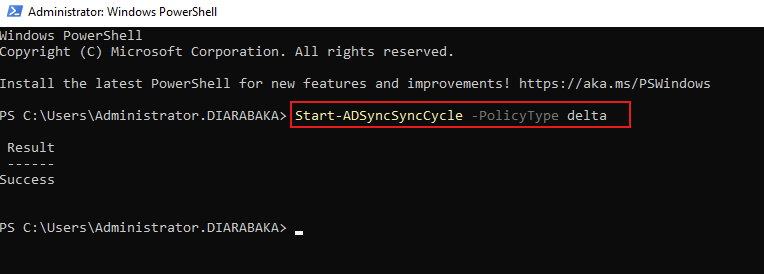 Administrator: Windows PowerShell
Windows PowerShell
Copyright (C) Microsoft Corporation. All rights reserved.
Install the latest PowerShell for new features and improvements! https://aka.ms/PSWindows
PS C:\Users\Administrator.DIARABAKA> Start-ADSyncSyncCycle -PolicyType delta
Result
------
Success
PS C:\Users\Administrator.DIARABAKA>